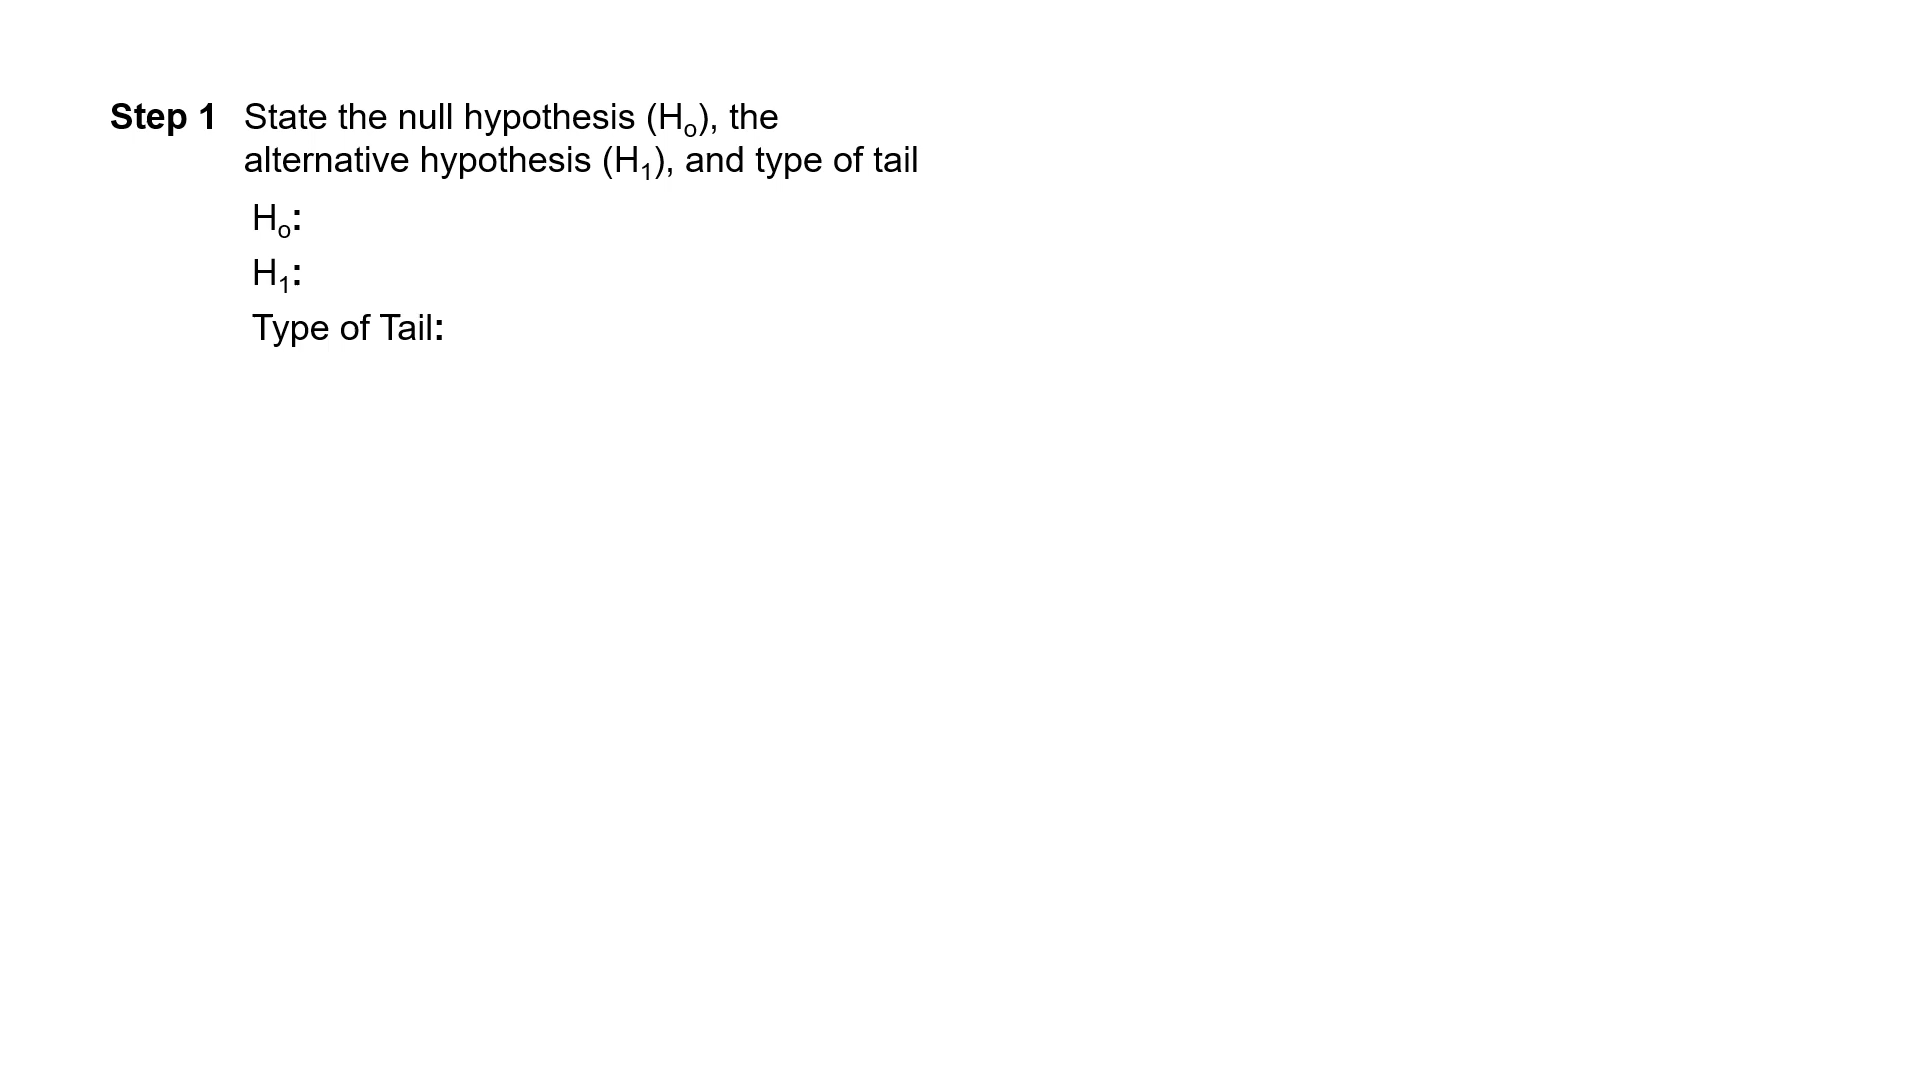 Step 1 State the null hypothesis (Ho), the
alternative hypothesis (H1), and type of tail
Ho:
H1:
Type of Tail: